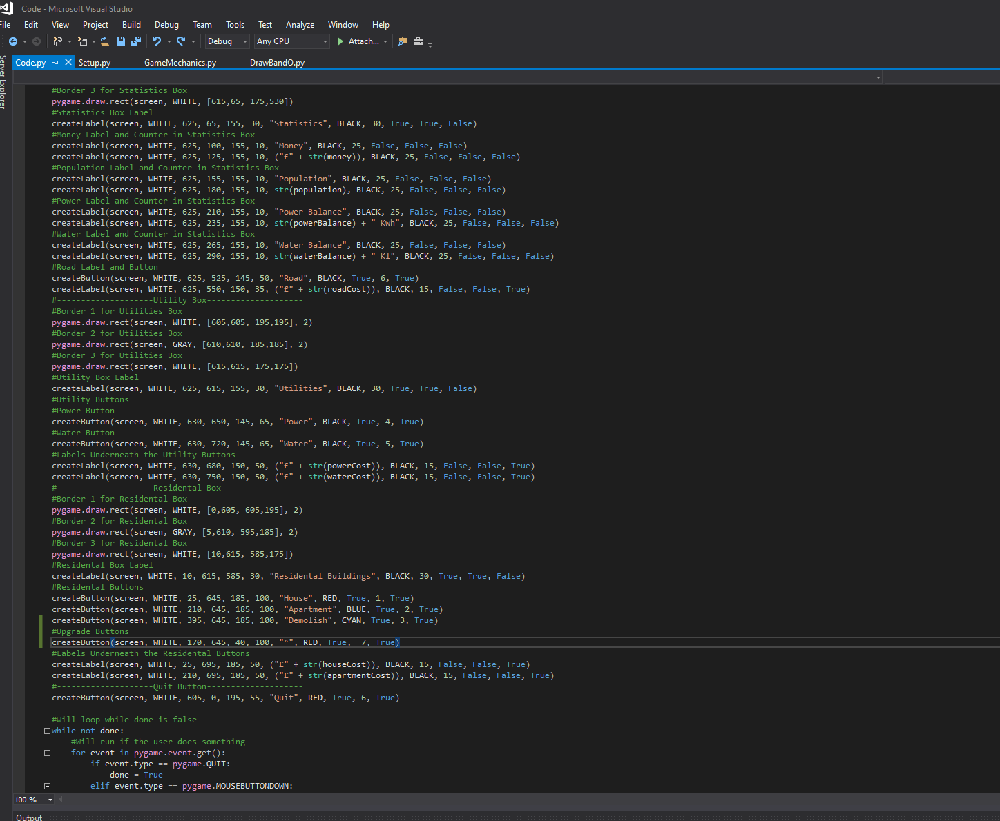 Code - Microsoft Visual Studio
File Edit View Project Build Debug Team Tools Test Analyze Window Help
Debug Any CPU Attach...
Server Explorer
Code.py Setup.py GameMechanics.py DrawBandO.py
#Border 3 for Statistics Box
pygame.draw.rect(screen, WHITE, [615,65, 175,530])
#Statistics Box Label
createLabel(screen, WHITE, 625, 65, 155, 30, "Statistics", BLACK, 30, True, True, False)
#Money Label and Counter in Statistics Box
createLabel(screen, WHITE, 625, 100, 155, 10, "Money", BLACK, 25, False, False, False)
createLabel(screen, WHITE, 625, 125, 155, 10, ("£" + str(money)), BLACK, 25, False, False, False)
#Population Label and Counter in Statistics Box
createLabel(screen, WHITE, 625, 155, 155, 10, "Population", BLACK, 25, False, False, False)
createLabel(screen, WHITE, 625, 180, 155, 10, str(population), BLACK, 25, False, False, False)
#Power Label and Counter in Statistics Box
createLabel(screen, WHITE, 625, 210, 155, 10, "Power Balance", BLACK, 25, False, False, False)
createLabel(screen, WHITE, 625, 235, 155, 10, str(powerBalance) + " Kwh", BLACK, 25, False, False, False)
#Water Label and Counter in Statistics Box
createLabel(screen, WHITE, 625, 265, 155, 10, "Water Balance", BLACK, 25, False, False, False)
createLabel(screen, WHITE, 625, 290, 155, 10, str(waterBalance) + " Kl", BLACK, 25, False, False, False)
#Road Label and Button
createButton(screen, WHITE, 625, 525, 145, 50, "Road", BLACK, True, 6, True)
createLabel(screen, WHITE, 625, 550, 150, 35, ("£" + str(roadCost)), BLACK, 15, False, False, True)
#--------------------Utility Box--------------------
#Border 1 for Utilities Box
pygame.draw.rect(screen, WHITE, [605,605, 195,195], 2)
#Border 2 for Utilities Box
pygame.draw.rect(screen, GRAY, [610,610, 185,185], 2)
#Border 3 for Utilities Box
pygame.draw.rect(screen, WHITE, [615,615, 175,175])
#Utility Box Label
createLabel(screen, WHITE, 625, 615, 155, 30, "Utilities", BLACK, 30, True, True, False)
#Utility Buttons
#Power Button
createButton(screen, WHITE, 630, 650, 145, 65, "Power", BLACK, True, 4, True)
#Water Button
createButton(screen, WHITE, 630, 720, 145, 65, "Water", BLACK, True, 5, True)
#Labels Underneath the Utility Buttons
createLabel(screen, WHITE, 630, 680, 150, 50, ("£" + str(powerCost)), BLACK, 15, False, False, True)
createLabel(screen, WHITE, 630, 750, 150, 50, ("£" + str(waterCost)), BLACK, 15, False, False, True)
#--------------------Residental Box--------------------
#Border 1 for Residental Box
pygame.draw.rect(screen, WHITE, [0,605, 605,195], 2)
#Border 2 for Residental Box
pygame.draw.rect(screen, GRAY, [5,610, 595,185], 2)
#Border 3 for Residental Box
pygame.draw.rect(screen, WHITE, [10,615, 585,175])
#Residental Box Label
createLabel(screen, WHITE, 10, 615, 585, 30, "Residental Buildings", BLACK, 30, True, True, False)
#Residental Buttons
createButton(screen, WHITE, 25, 645, 185, 100, "House", RED, True, 1, True)
createButton(screen, WHITE, 210, 645, 185, 100, "Apartment", BLUE, True, 2, True)
createButton(screen, WHITE, 395, 645, 185, 100, "Demolish", CYAN, True, 3, True)
#Upgrade Buttons
createButton(screen, WHITE, 170, 645, 40, 100, "^", RED, True,  7, True)
#Labels Underneath the Residental Buttons
createLabel(screen, WHITE, 25, 695, 185, 50, ("£" + str(houseCost)), BLACK, 15, False, False, True)
createLabel(screen, WHITE, 210, 695, 185, 50, ("£" + str(apartmentCost)), BLACK, 15, False, False, True)
#--------------------Quit Button--------------------
createButton(screen, WHITE, 605, 0, 195, 55, "Quit", RED, True, 6, True)
#Will loop while done is false
while not done:
#Will run if the user does something
for event in pygame.event.get():
if event.type == pygame.QUIT:
done = True
elif event.type == pygame.MOUSEBUTTONDOWN:
100 %
Output